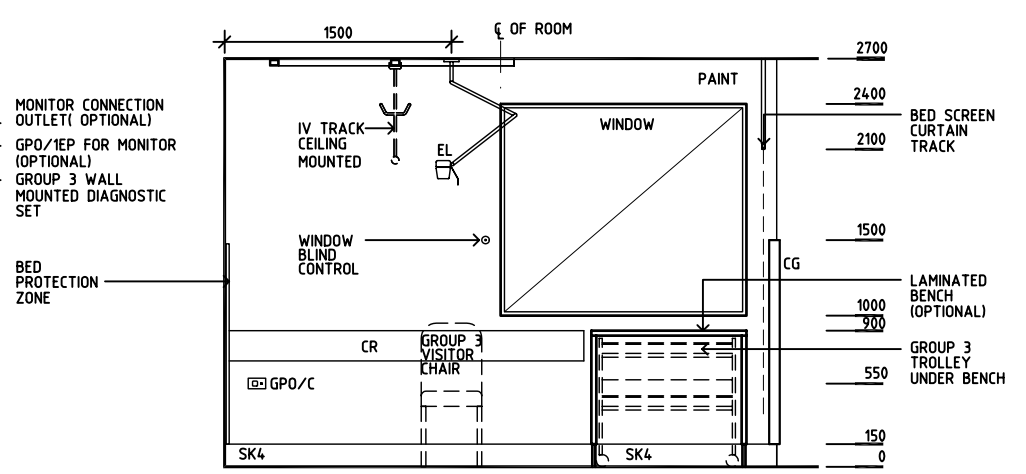 1500
℄ OF ROOM
2700
PAINT
2400
MONITOR CONNECTION
OUTLET( OPTIONAL)
BED SCREEN
CURTAIN
TRACK
WINDOW
IV TRACK
CEILING
MOUNTED
2100
GPO/1EP FOR MONITOR
(OPTIONAL)
EL
GROUP 3 WALL
MOUNTED DIAGNOSTIC
SET
1500
WINDOW
BLIND
CONTROL
BED
PROTECTION
ZONE
CG
LAMINATED
BENCH
(OPTIONAL)
1000
900
CR
GROUP 3
VISITOR
CHAIR
GROUP 3
TROLLEY
UNDER BENCH
550
GPO/C
150
SK4
SK4
0